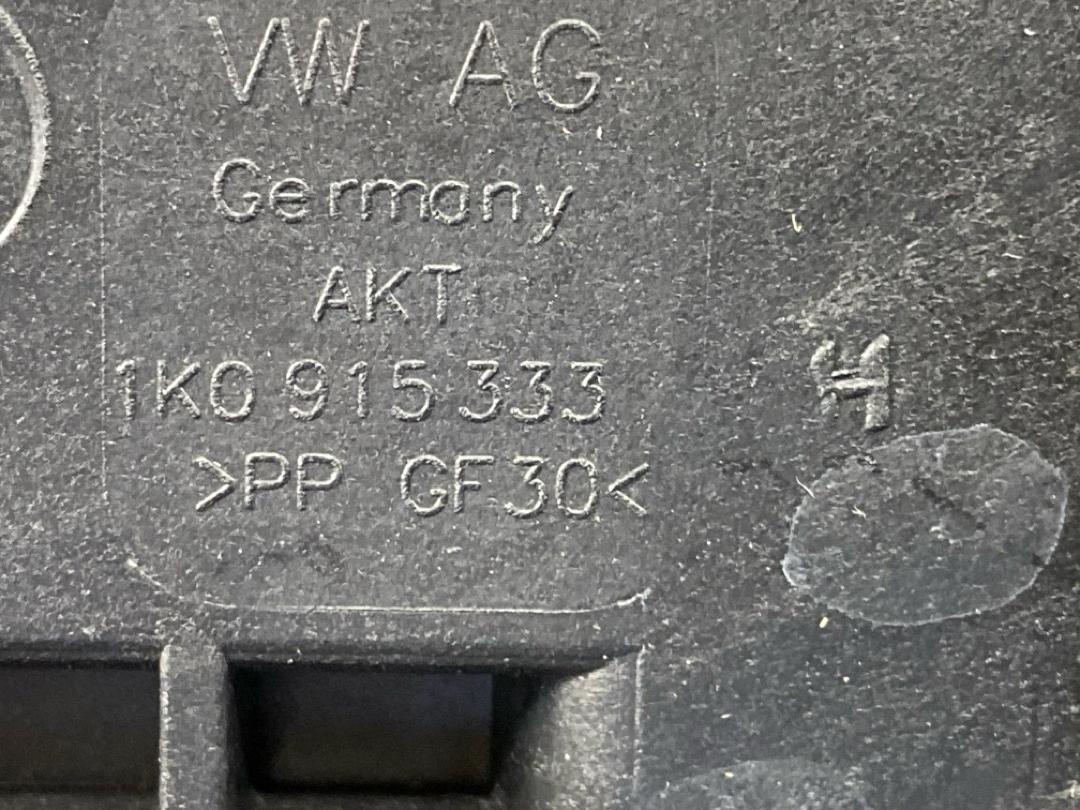 VW AG
Germany
AKT
1K0 915 333
>PP GF30<